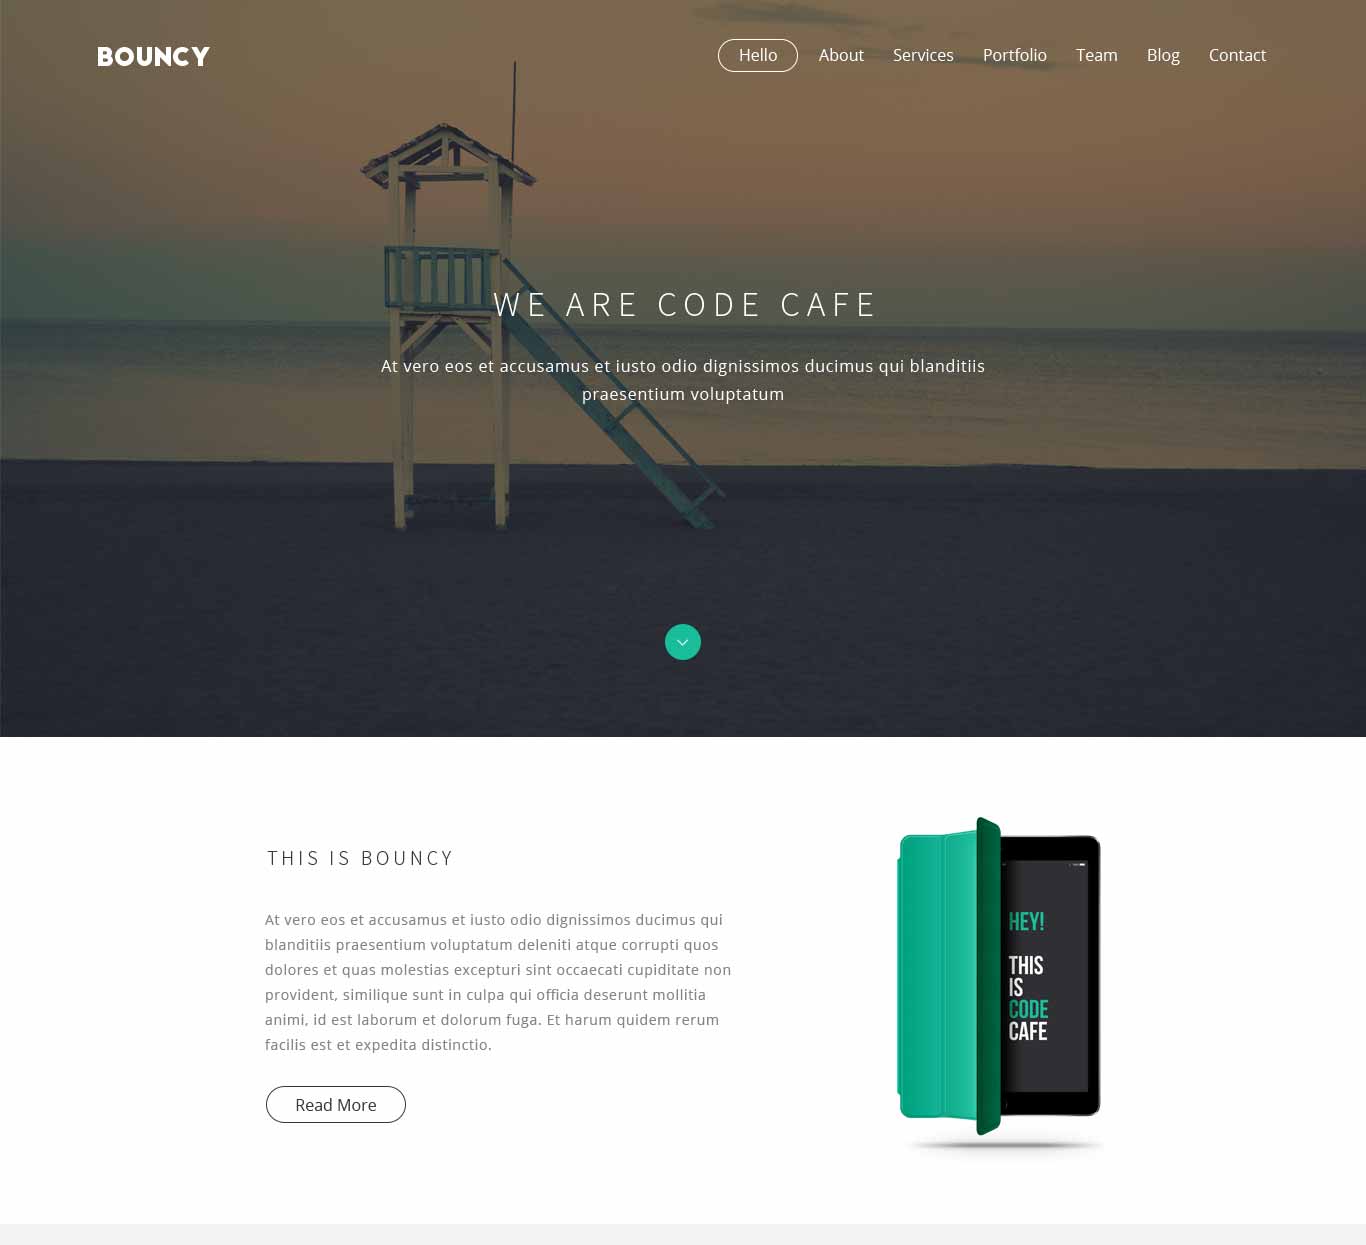 BOUNCY
Hello About Services Portfolio Team Blog Contact
WE ARE CODE CAFE
At vero eos et accusamus et iusto odio dignissimos ducimus qui blanditiis
praesentium voluptatum
THIS IS BOUNCY
At vero eos et accusamus et iusto odio dignissimos ducimus qui
blanditiis praesentium voluptatum deleniti atque corrupti quos
dolores et quas molestias excepturi sint occaecati cupiditate non
provident, similique sunt in culpa qui officia deserunt mollitia
animi, id est laborum et dolorum fuga. Et harum quidem rerum
facilis est et expedita distinctio.
Read More
HEY!
THIS
IS
CODE
CAFE